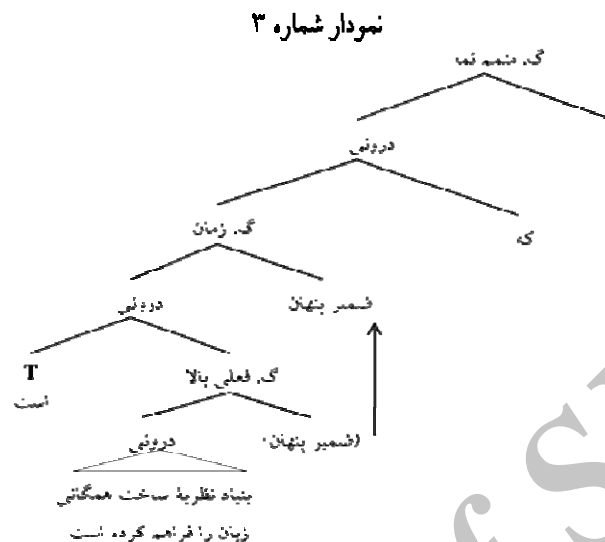 نمودار شماره ۳
گ. متمم نما
درونی
گ. زمان
که
درونی
ضمیر پنهان
T
گ. فعلی بالا
است
درونی
(ضمیر پنهان)
بنیاد نظریهٔ ساخت همگانی
زبان را فراهم کرده است
of S